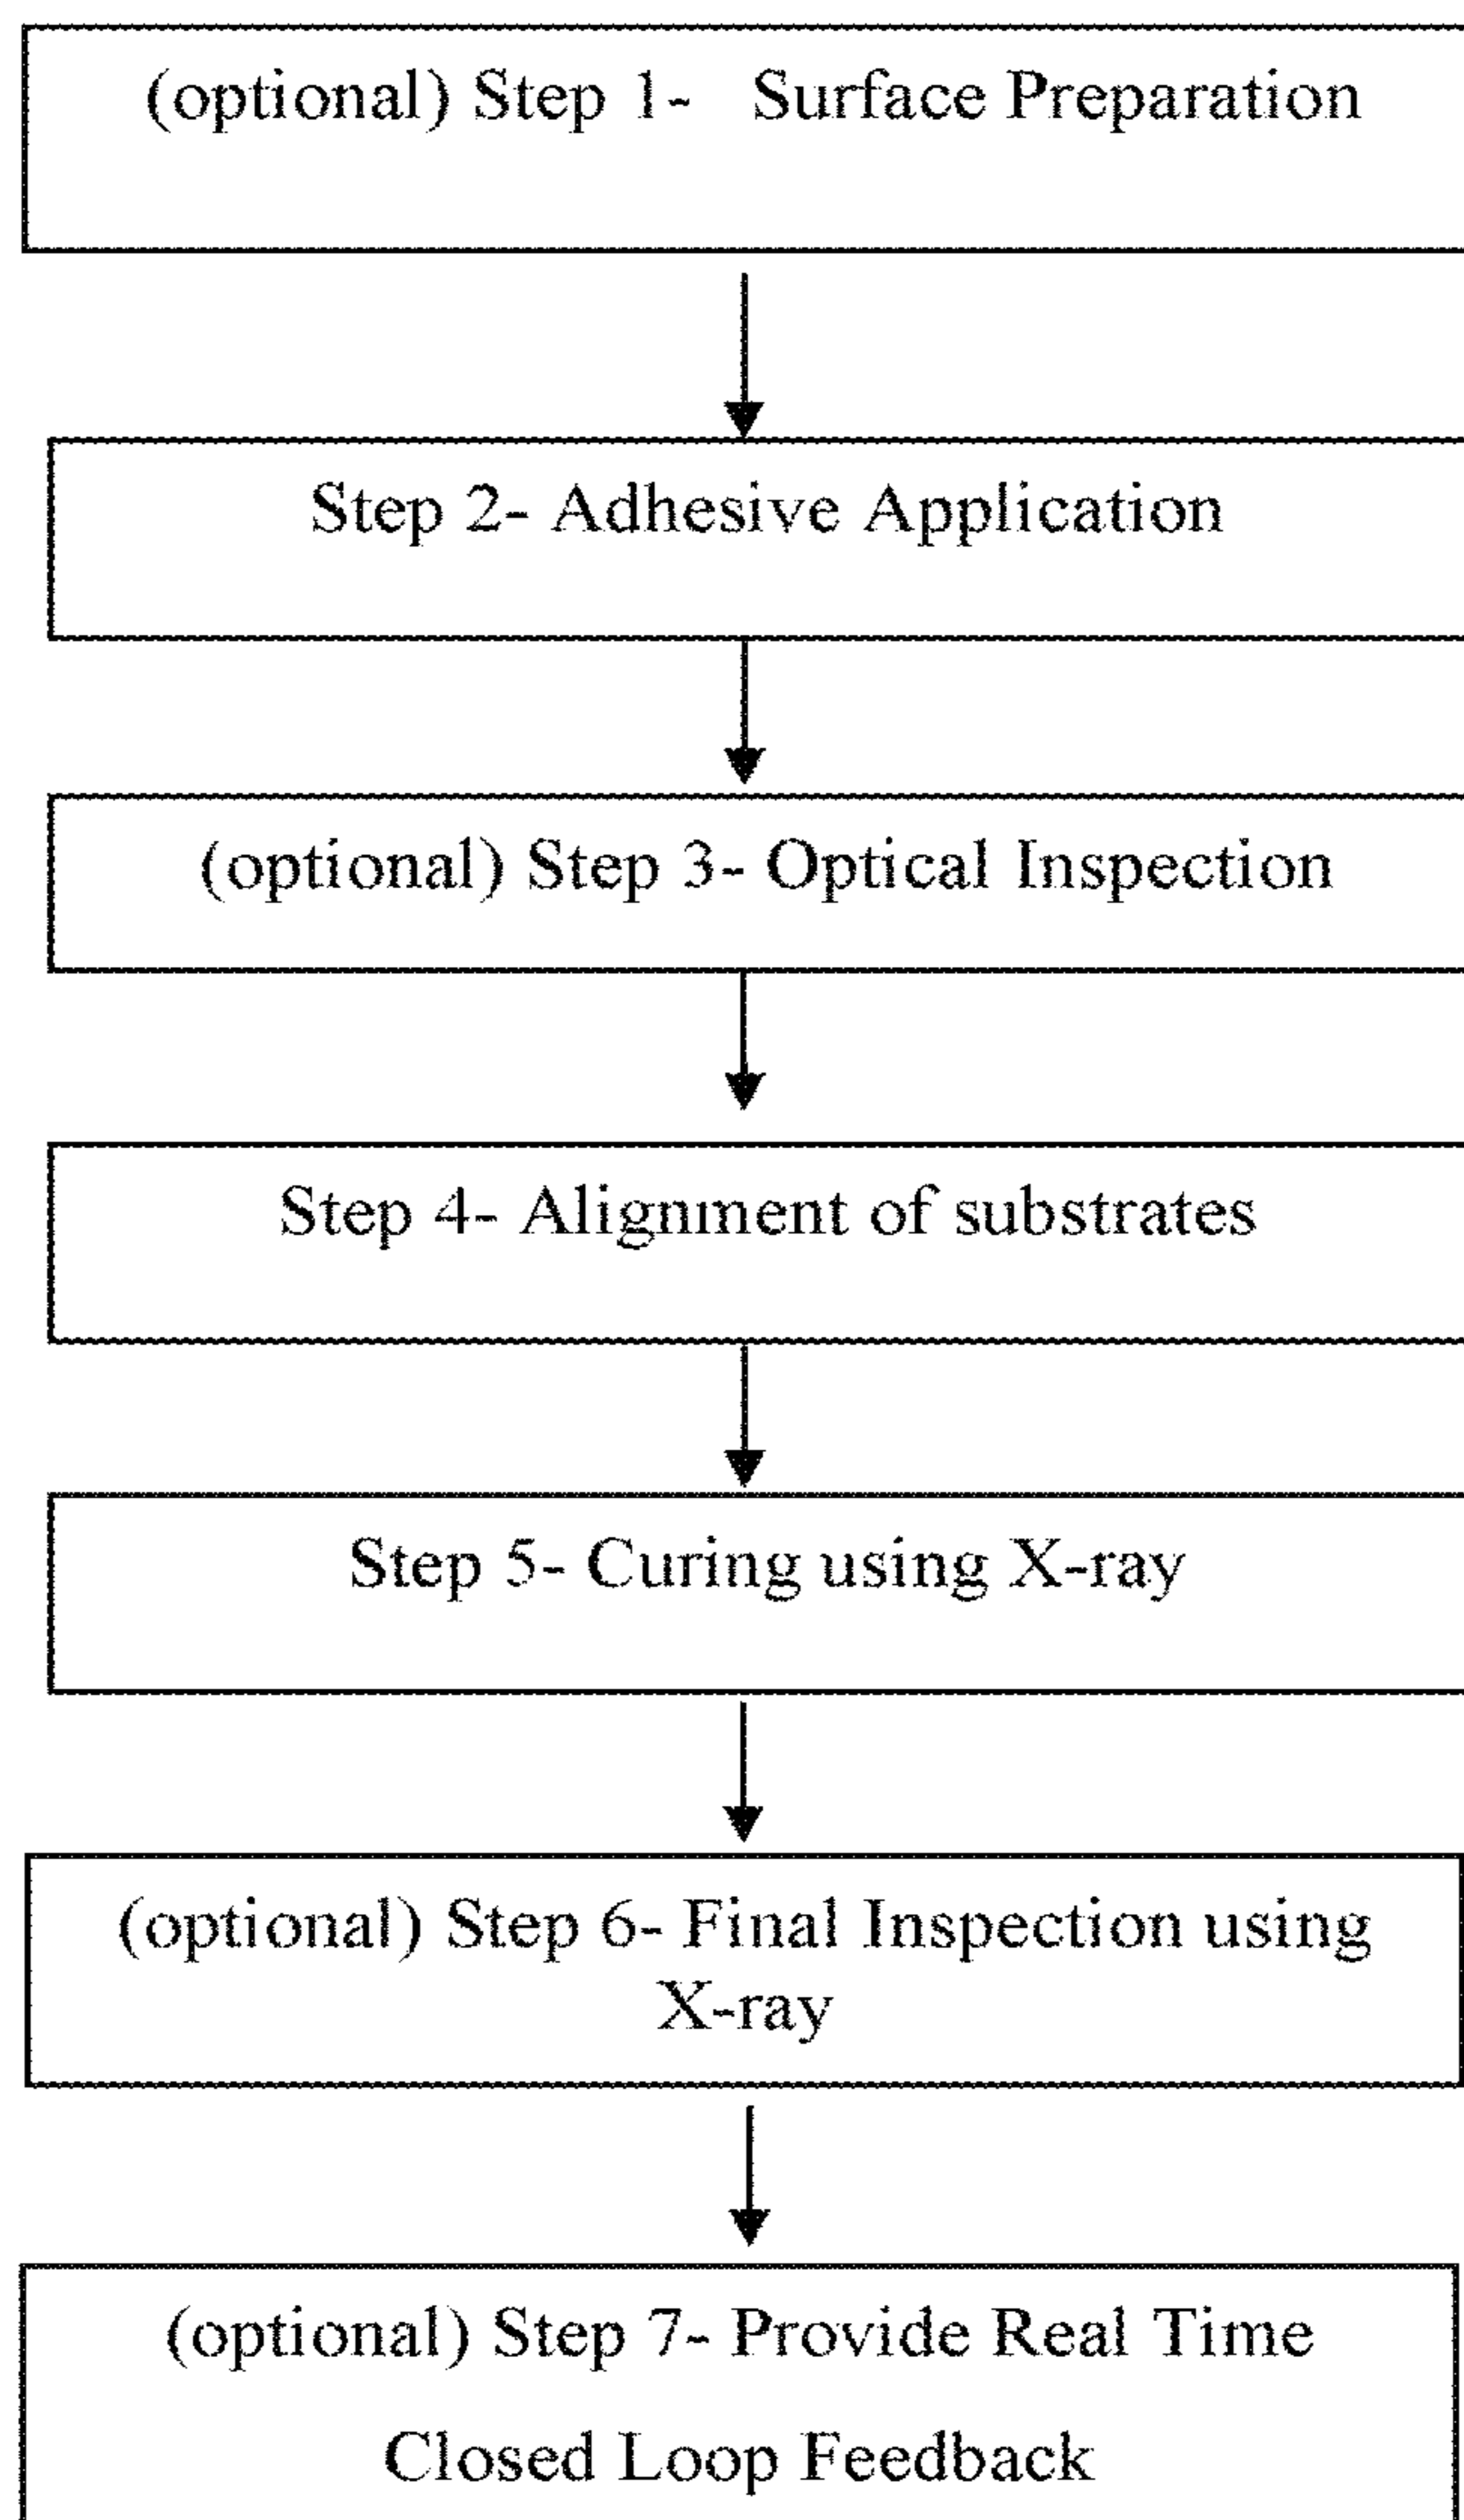 (optional) Step 1- Surface Preparation
Step 2- Adhesive Application
(optional) Step 3- Optical Inspection
Step 4- Alignment of substrates
Step 5- Curing using X-ray
(optional) Step 6- Final Inspection using
X-ray
(optional) Step 7- Provide Real Time
Closed Loop Feedback